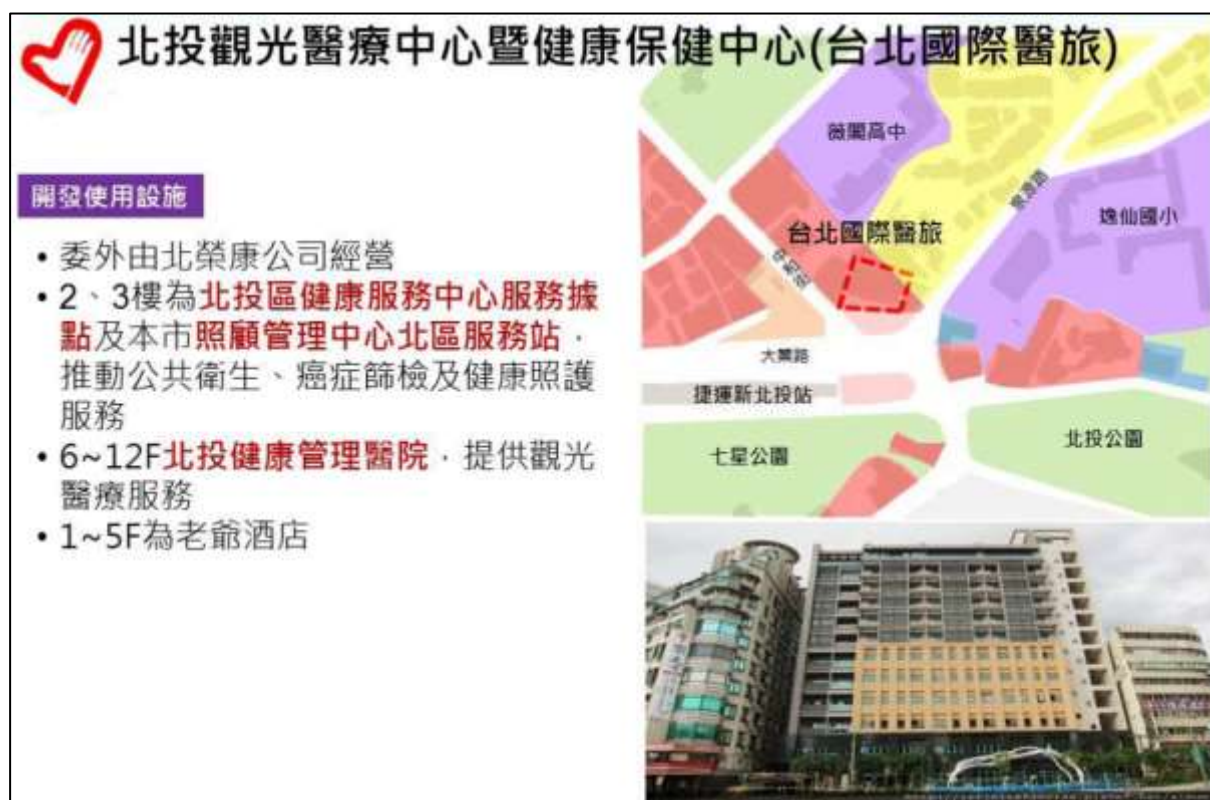 北投觀光醫療中心暨健康保健中心(台北國際醫旅)
開發使用設施
• 委外由北榮康公司經營
• 2、3樓為北投區健康服務中心服務據
點及本市照顧管理中心北區服務站，
推動公共衛生、癌症篩檢及健康照護
服務
• 6~12F北投健康管理醫院，提供觀光
醫療服務
• 1~5F為老爺酒店
薇閣高中
泉源路
逸仙國小
台北國際醫旅
中和街
大業路
捷運新北投站
七星公園
北投公園